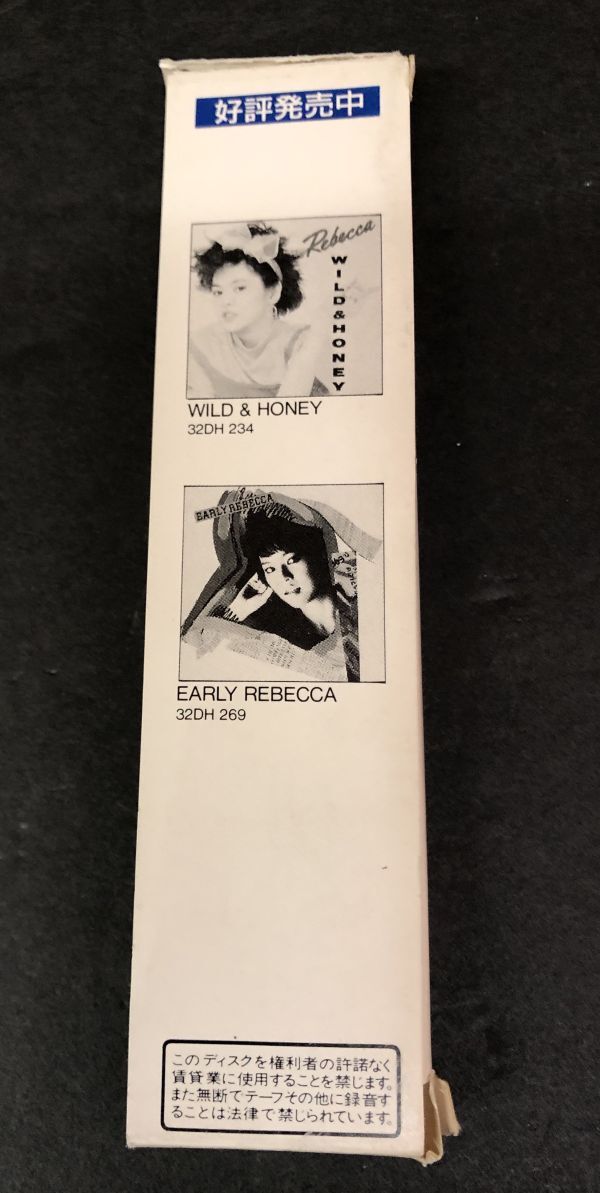 好評発売中
Rebecca
WILD&HONEY
WILD & HONEY
32DH 234
EARLY REBECCA
EARLY REBECCA
32DH 269
このディスクを権利者の許諾なく
賃貸業に使用することを禁じます。
また無断でテープその他に録音す
ることは法律で禁じられています。